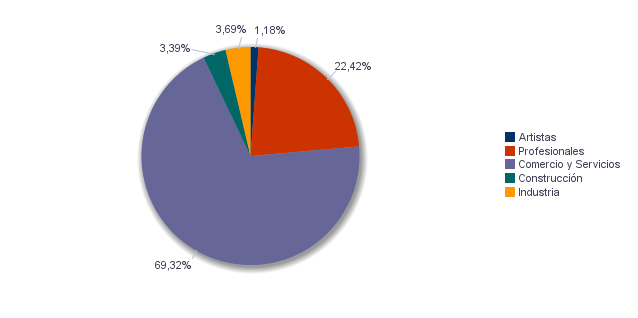 3,69%
1,18%
3,39%
22,42%
69,32%
Artistas
Profesionales
Comercio y Servicios
Construcción
Industria